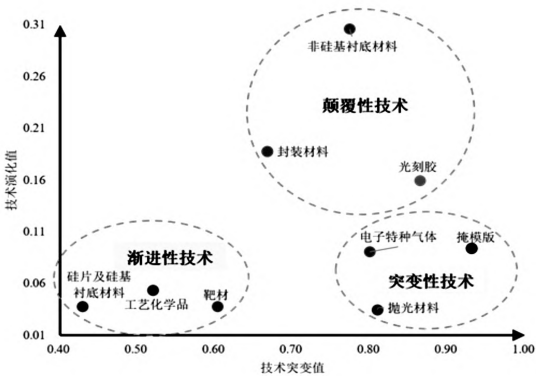 0.31
非硅基衬底材料
0.26
颠覆性技术
0.21
封装材料
技术演化值
光刻胶
0.16
0.11
电子特种气体
掩模版
渐进性技术
突变性技术
硅片及硅基
衬底材料
0.06
工艺化学品
靶材
抛光材料
0.01
0.40
0.50
0.60
0.70
0.80
0.90
1.00
技术突变值